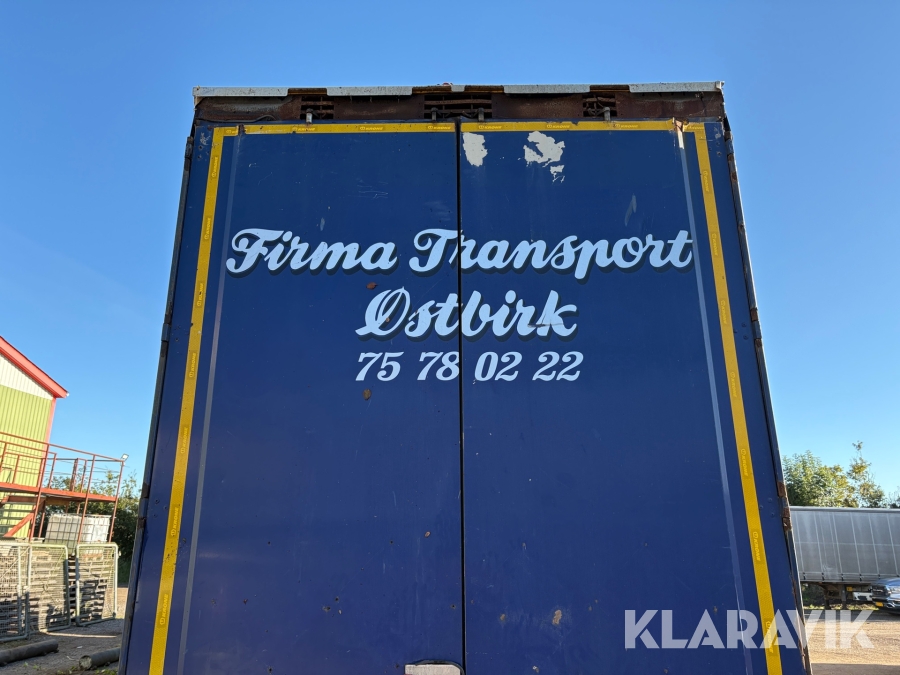 Firma Transport
Østbirk
75 78 02 22
KLARAVIK